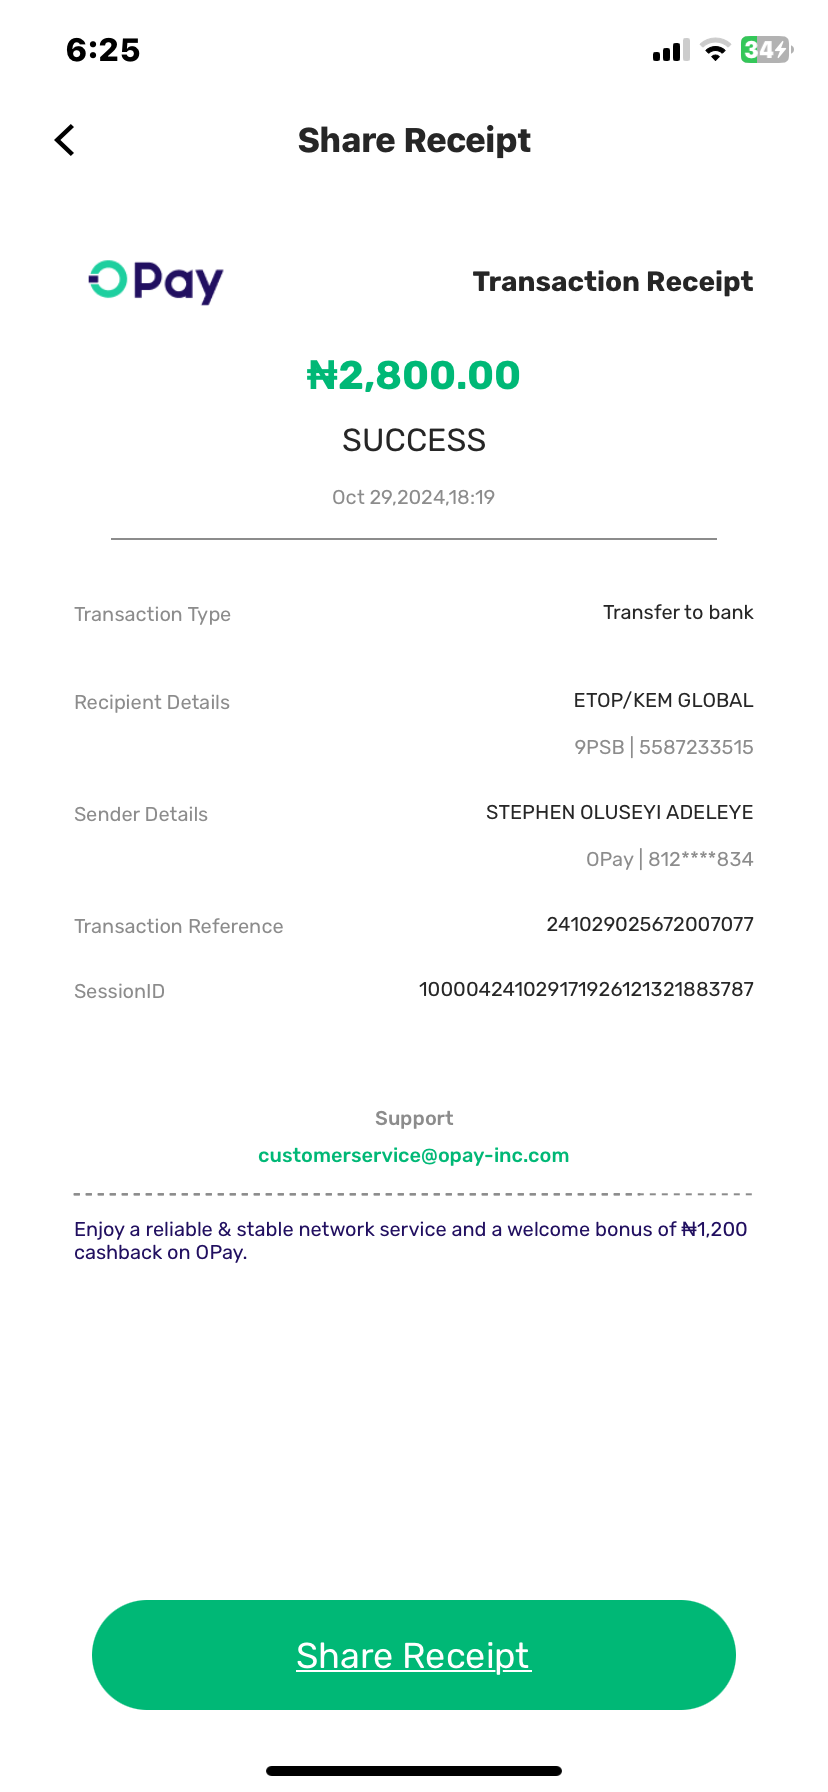 6:25
34
Share Receipt
OPay
Transaction Receipt
₦2,800.00
SUCCESS
Oct 29,2024,18:19
Transaction Type
Transfer to bank
Recipient Details
ETOP/KEM GLOBAL
9PSB | 5587233515
Sender Details
STEPHEN OLUSEYI ADELEYE
OPay | 812****834
Transaction Reference
241029025672007077
SessionID
100004241029171926121321883787
Support
customerservice@opay-inc.com
Enjoy a reliable & stable network service and a welcome bonus of ₦1,200
cashback on OPay.
Share Receipt